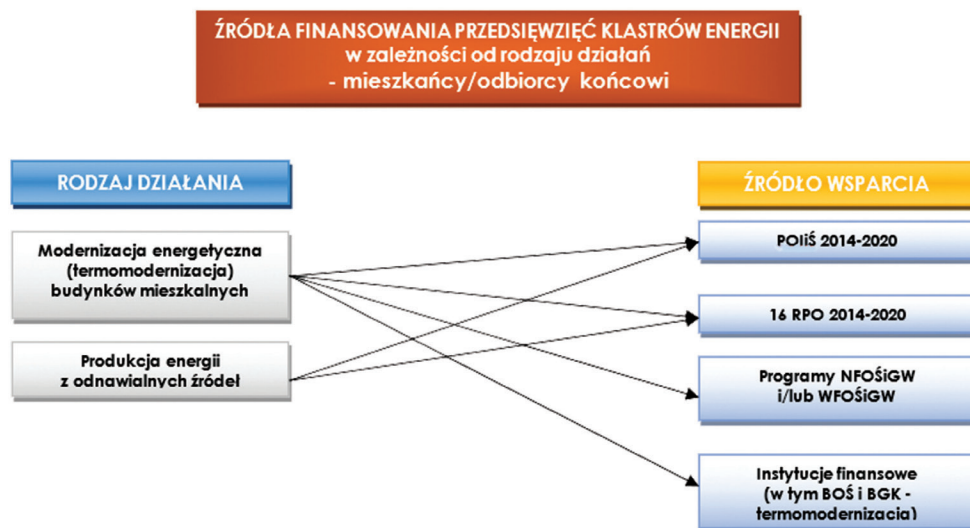 ŹRÓDŁA FINANSOWANIA PRZEDSIĘWZIĘĆ KLASTRÓW ENERGII
w zależności od rodzaju działań
- mieszkańcy/odbiorcy końcowi
RODZAJ DZIAŁANIA
Modernizacja energetyczna
(termomodernizacja)
budynków mieszkalnych
Produkcja energii
z odnawialnych źródeł
ŹRÓDŁO WSPARCIA
POIiŚ 2014-2020
16 RPO 2014-2020
Programy NFOŚiGW
i/lub WFOŚiGW
Instytucje finansowe
(w tym BOŚ i BGK -
termomodernizacja)